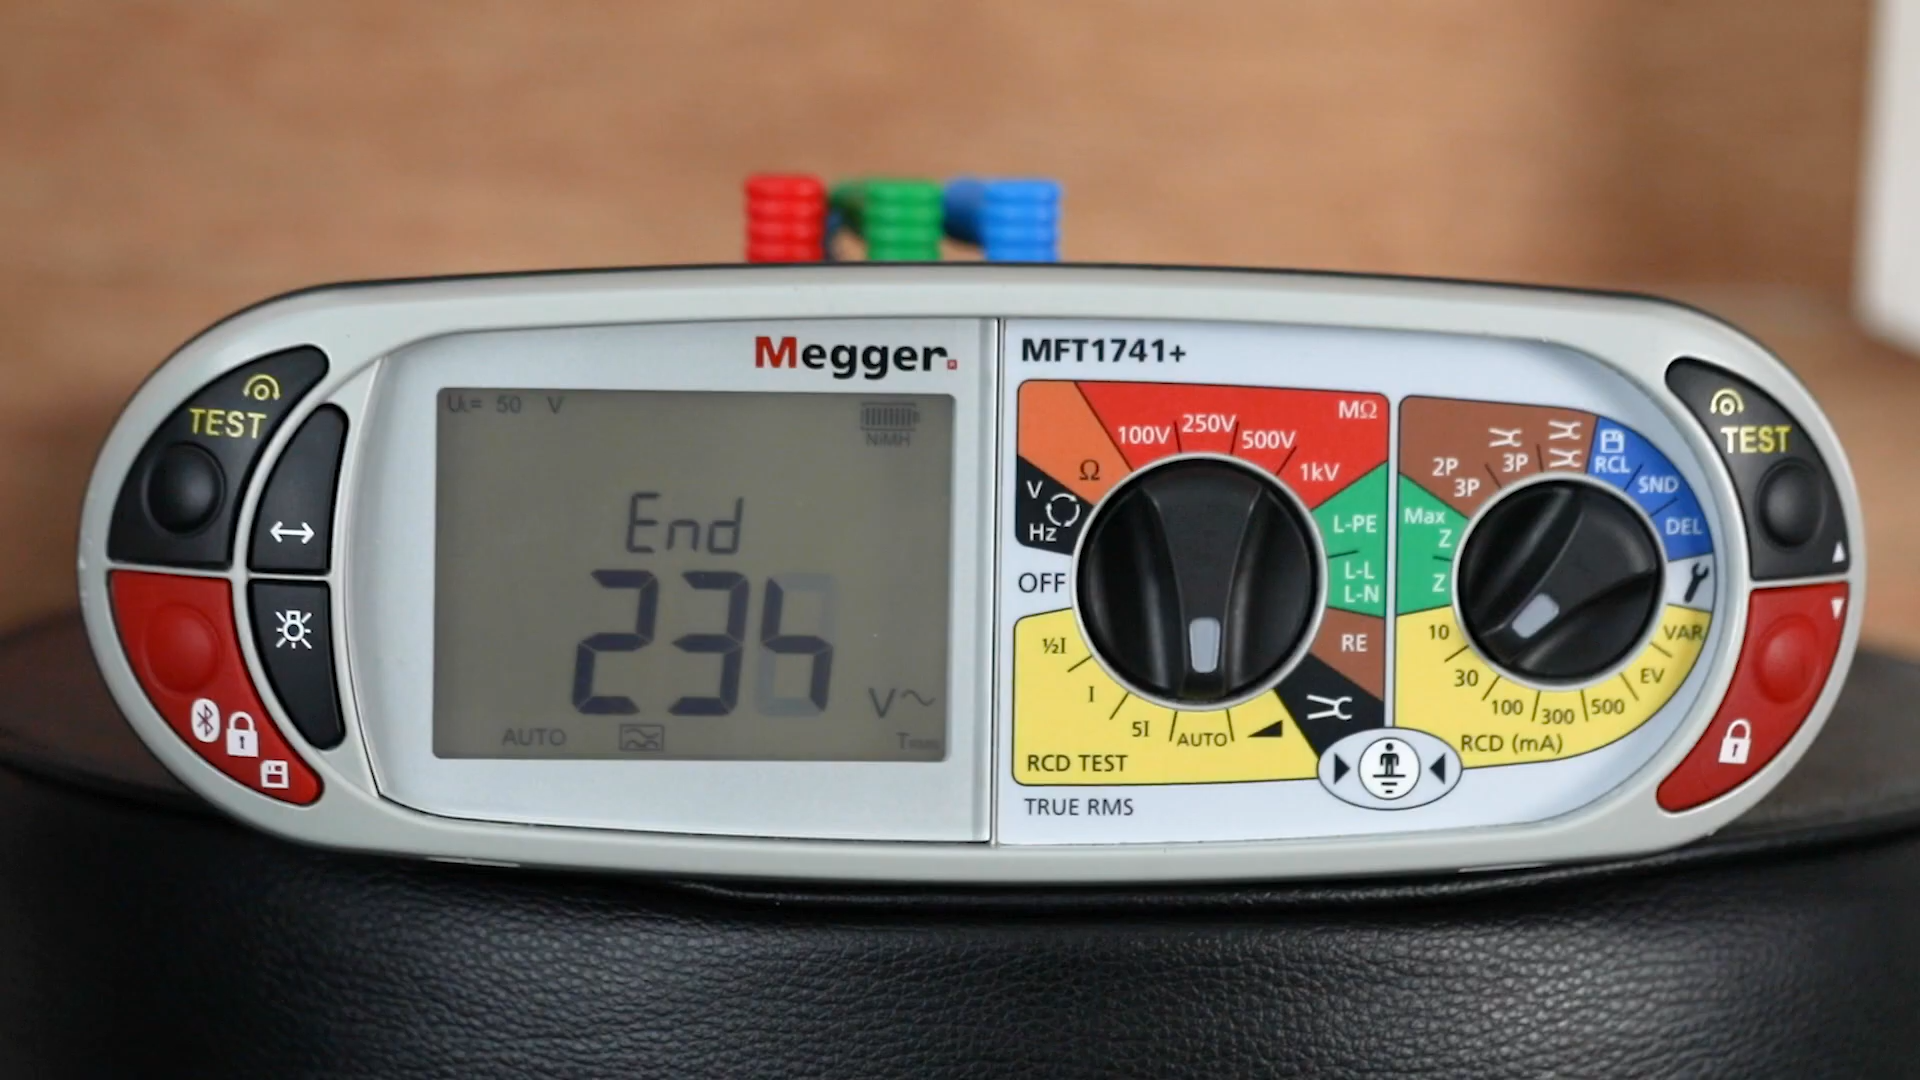 Megger.
MFT1741+
TEST
UL= 50 V
NiMH
End
V~
AUTO
100V
250V
500V
1kV
MΩ
Ω
V
Hz
OFF
L-PE
L-L
L-N
RE
½I
I
5I
AUTO
RCD TEST
TRUE RMS
2P
3P
3P
RCL
SND
DEL
Max
Z
Z
10
30
100
300
500
EV
VAR
RCD (mA)
TEST